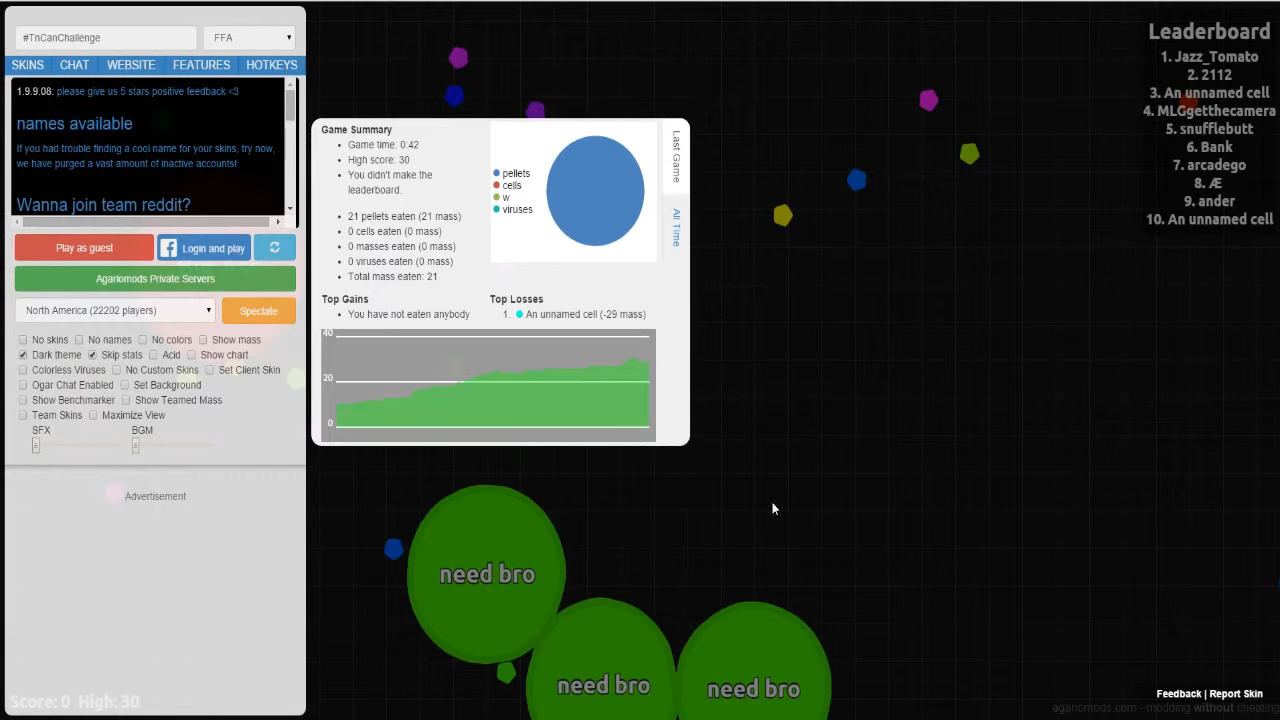 #TnCanChallenge
FFA
SKINS CHAT WEBSITE FEATURES HOTKEYS
1.9.9.08: please give us 5 stars positive feedback <3
names available
If you had trouble finding a cool name for your skins, try now,
we have purged a vast amount of inactive accounts!
Wanna join team reddit?
Play as guest
Login and play
Agariomods Private Servers
North America (22202 players)
Spectate
No skins No names No colors Show mass
Dark theme Skip stats Acid Show chart
Colorless Viruses No Custom Skins Set Client Skin
Ogar Chat Enabled Set Background
Show Benchmarker Show Teamed Mass
Team Skins Maximize View
SFX BGM
Advertisement
Score: 0 High: 30
Game Summary
Game time: 0:42
High score: 30
You didn't make the
leaderboard.
21 pellets eaten (21 mass)
0 cells eaten (0 mass)
0 masses eaten (0 mass)
0 viruses eaten (0 mass)
Total mass eaten: 21
pellets
cells
w
viruses
Last Game
All Time
Top Gains
You have not eaten anybody
Top Losses
1. An unnamed cell (-29 mass)
40
20
0
need bro
need bro
need bro
Leaderboard
1. Jazz_Tomato
2. 2112
3. An unnamed cell
4. MLGgetthecamera
5. snufflebutt
6. Bank
7. arcadego
8. Æ
9. ander
10. An unnamed cell
Feedback | Report Skin
agariomods.com - modding without cheating